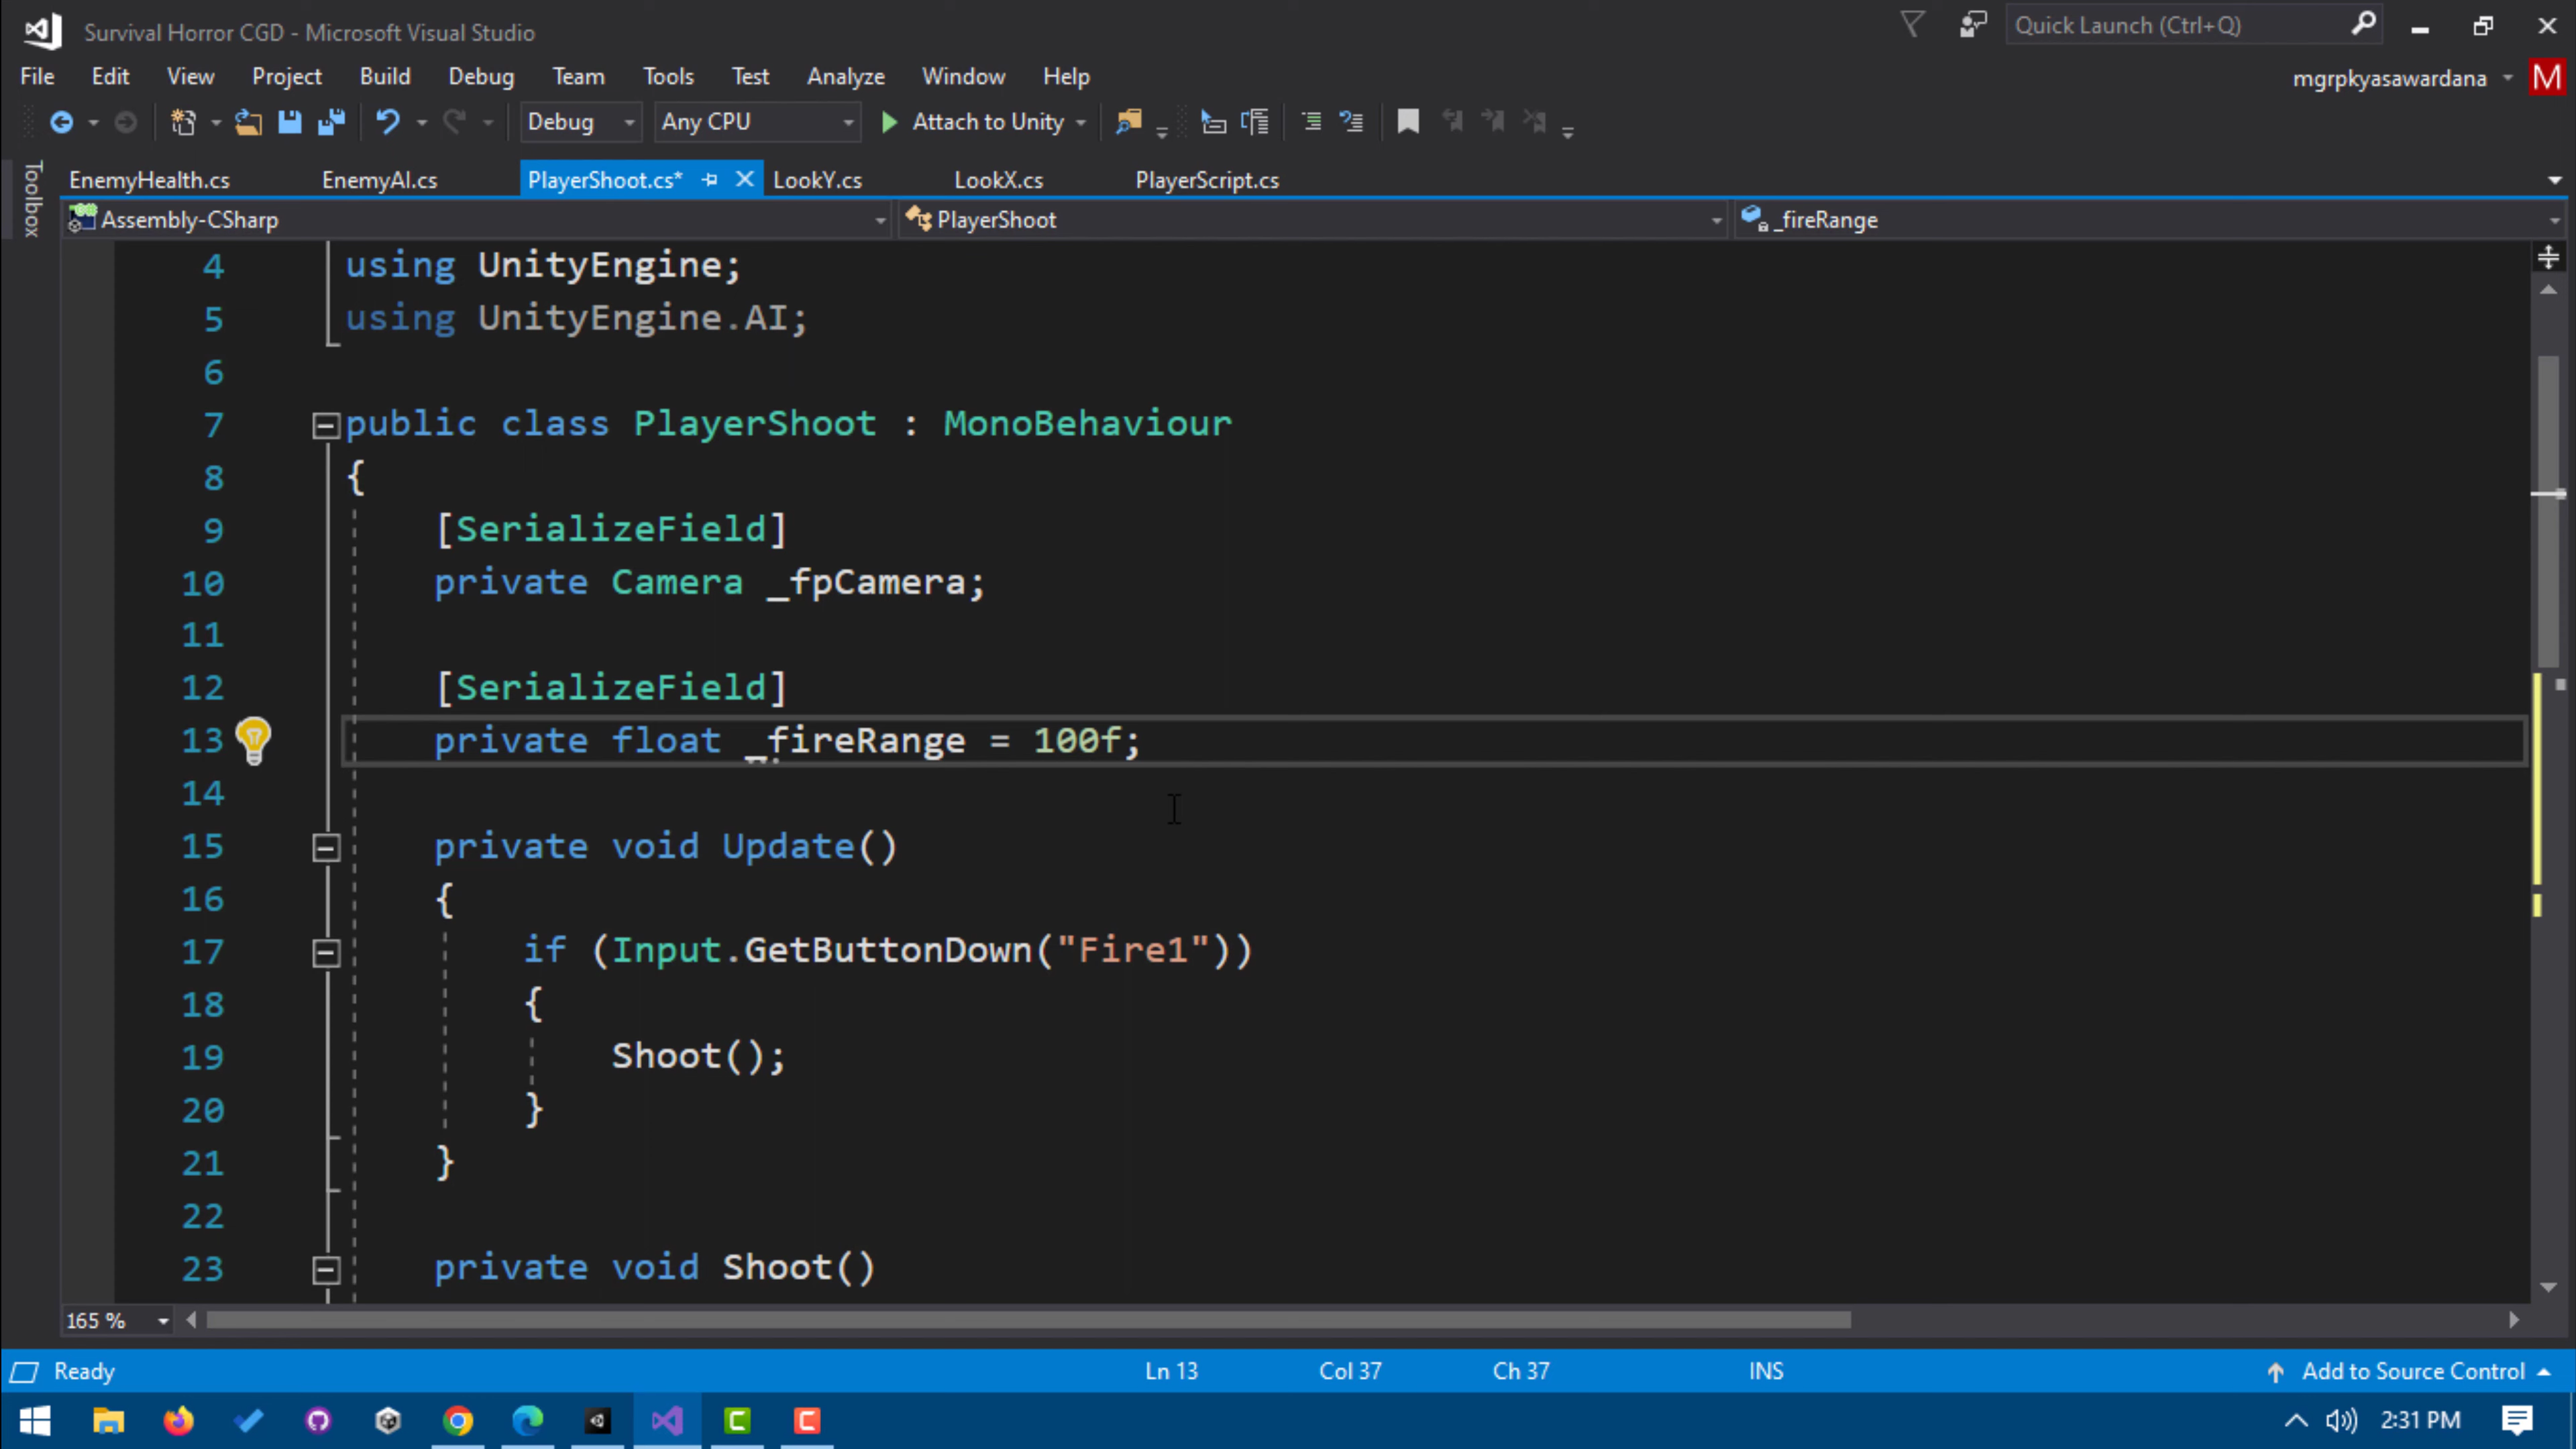 Survival Horror CGD - Microsoft Visual Studio
Quick Launch (Ctrl+Q)
File Edit View Project Build Debug Team Tools Test Analyze Window Help
mgrpkyasawardana M
Debug Any CPU Attach to Unity
Toolbox
EnemyHealth.cs EnemyAI.cs PlayerShoot.cs* LookY.cs LookX.cs PlayerScript.cs
Assembly-CSharp PlayerShoot _fireRange
4 using UnityEngine;
5 using UnityEngine.AI;
6
7 public class PlayerShoot : MonoBehaviour
8 {
9 [SerializeField]
10 private Camera _fpCamera;
11
12 [SerializeField]
13 private float _fireRange = 100f;
14
15 private void Update()
16 {
17 if (Input.GetButtonDown("Fire1"))
18 {
19 Shoot();
20 }
21 }
22
23 private void Shoot()
165 %
Ready Ln 13 Col 37 Ch 37 INS Add to Source Control
2:31 PM